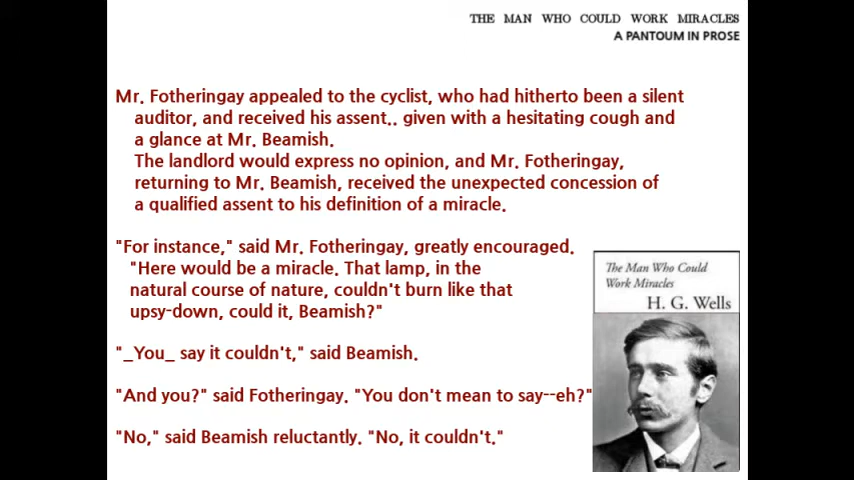 THE MAN WHO COULD WORK MIRACLES
A PANTOUM IN PROSE
Mr. Fotheringay appealed to the cyclist, who had hitherto been a silent
auditor, and received his assent.. given with a hesitating cough and
a glance at Mr. Beamish.
The landlord would express no opinion, and Mr. Fotheringay,
returning to Mr. Beamish, received the unexpected concession of
a qualified assent to his definition of a miracle.
"For instance," said Mr. Fotheringay, greatly encouraged.
"Here would be a miracle. That lamp, in the
natural course of nature, couldn't burn like that
upsy-down, could it, Beamish?"
"_You_ say it couldn't," said Beamish.
"And you?" said Fotheringay. "You don't mean to say--eh?"
"No," said Beamish reluctantly. "No, it couldn't."
The Man Who Could
Work Miracles
H. G. Wells